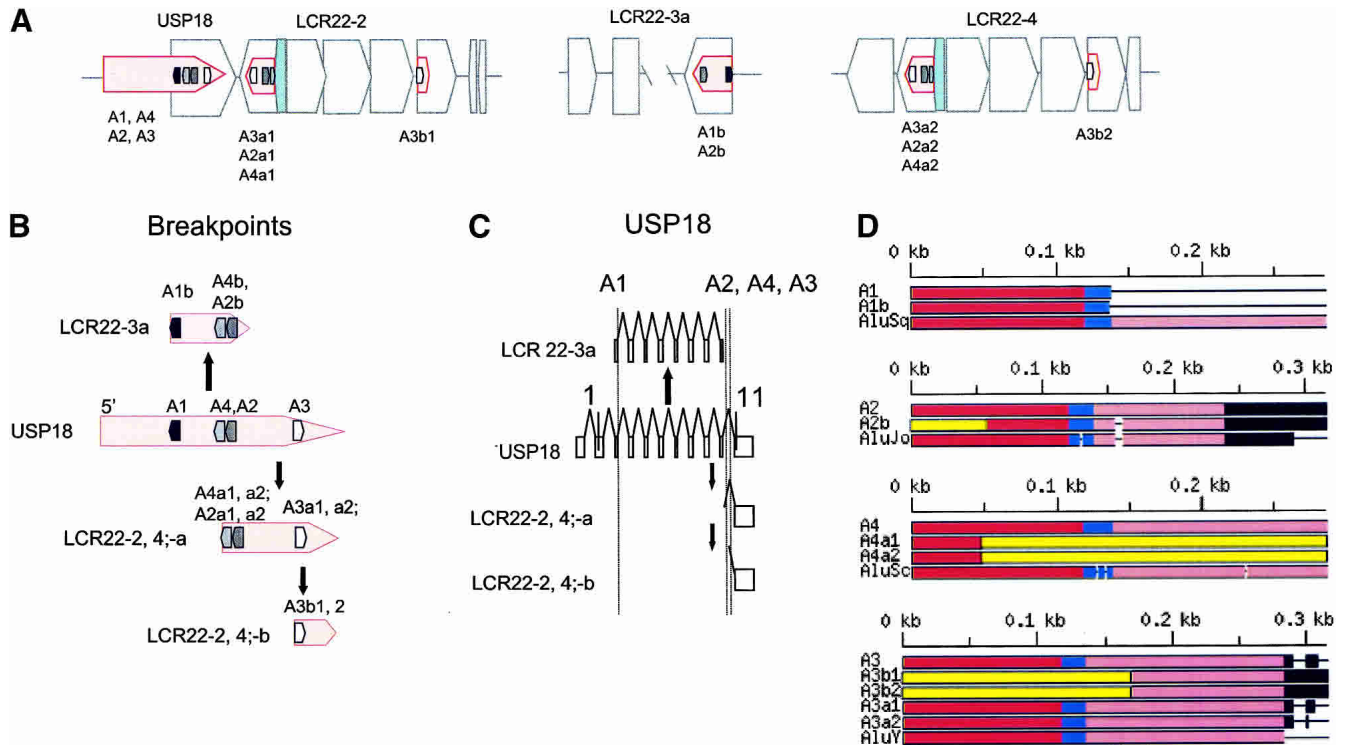 A
USP18
LCR22-2
LCR22-3a
LCR22-4
A1, A4
A2, A3
A3a1
A2a1
A4a1
A3b1
A1b
A2b
A3a2
A2a2
A4a2
A3b2
B
Breakpoints
A1b
A4b,
A2b
LCR22-3a
5'
A1
A4,A2
A3
USP18
A4a1, a2;
A2a1, a2
A3a1, a2;
LCR22-2, 4;-a
A3b1, 2
LCR22-2, 4;-b
C
USP18
A1
A2, A4, A3
LCR 22-3a
1
11
USP18
LCR22-2, 4;-a
LCR22-2, 4;-b
D
0 kb 0.1 kb 0.2 kb
A1
A1b
AluSq
0 kb 0.1 kb 0.2 kb 0.3 kb
A2
A2b
AluJo
0 kb 0.1 kb 0.2 kb
A4
A4a1
A4a2
AluSc
0 kb 0.1 kb 0.2 kb 0.3 kb
A3
A3b1
A3b2
A3a1
A3a2
AluY